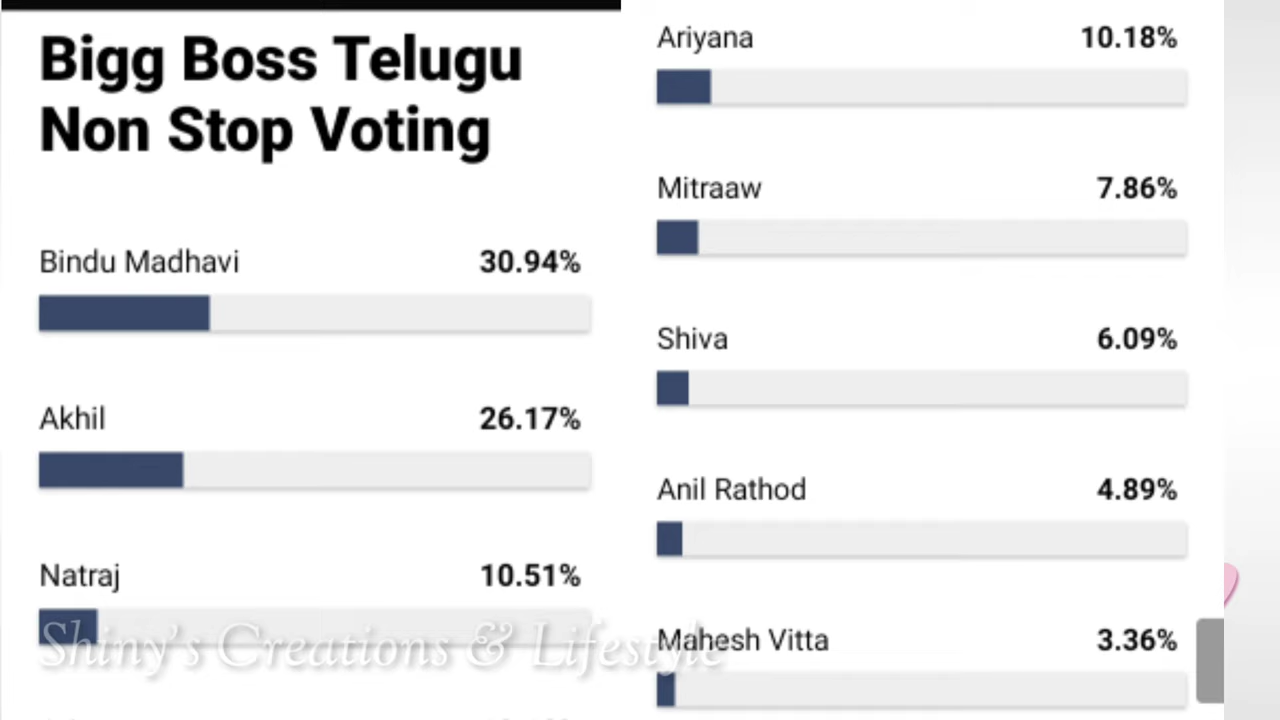 Bigg Boss Telugu
Non Stop Voting
Bindu Madhavi 30.94%
Akhil 26.17%
Natraj 10.51%
Shiny's Creations & Lifestyle
Ariyana 10.18%
Mitraaw 7.86%
Shiva 6.09%
Anil Rathod 4.89%
Mahesh Vitta 3.36%